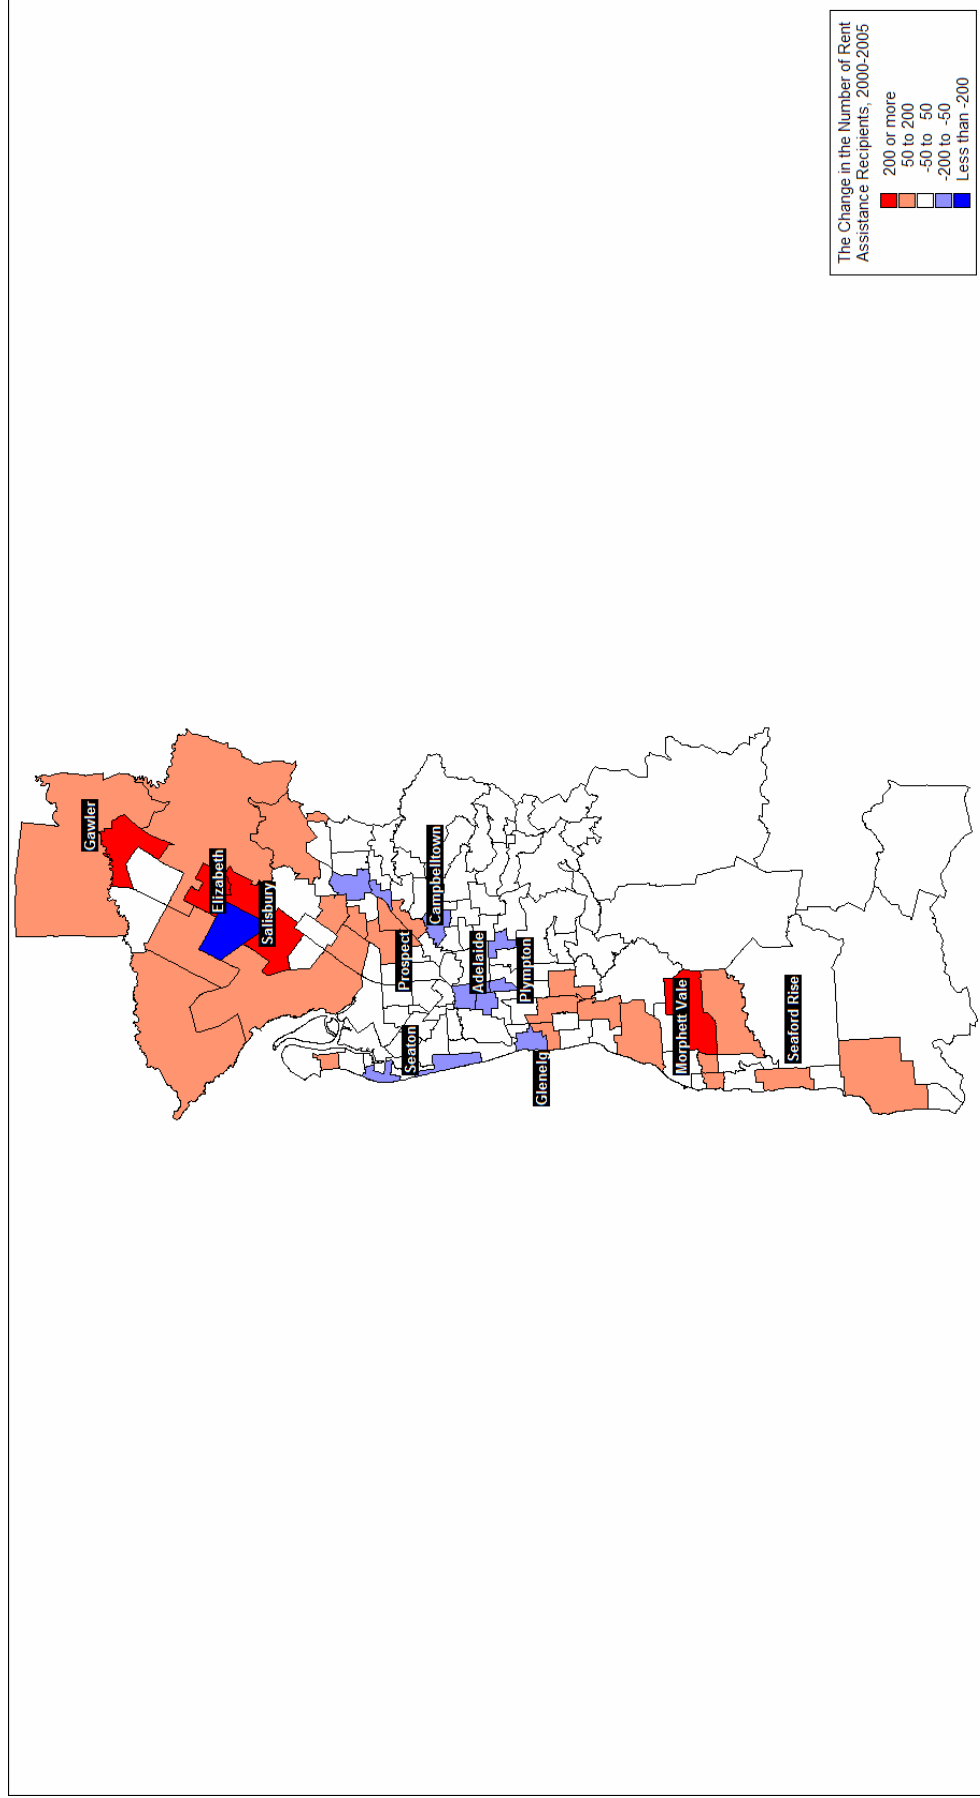 Gawler
Elizabeth
Salisbury
Campbelltown
Prospect
Adelaide
Plympton
Seaton
Glenelg
Morphett Vale
Seaford Rise
The Change in the Number of Rent
Assistance Recipients, 2000-2005
200 or more
50 to 200
-50 to 50
-200 to -50
Less than -200